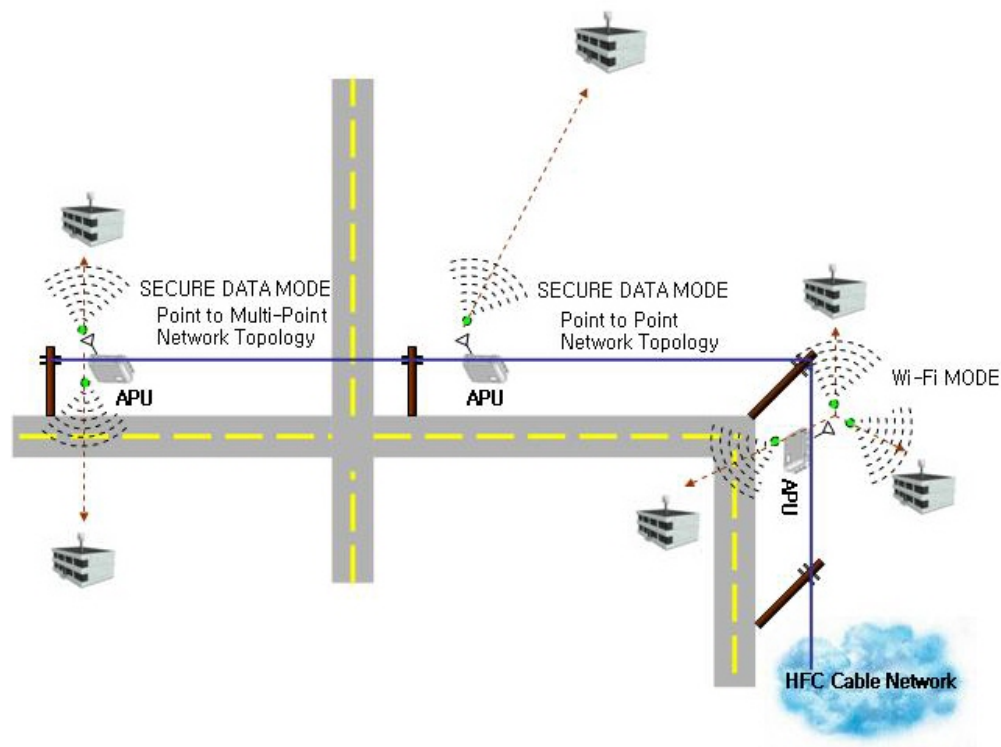 SECURE DATA MODE
Point to Multi-Point
Network Topology
APU
SECURE DATA MODE
Point to Point
Network Topology
APU
Wi-Fi MODE
APU
HFC Cable Network